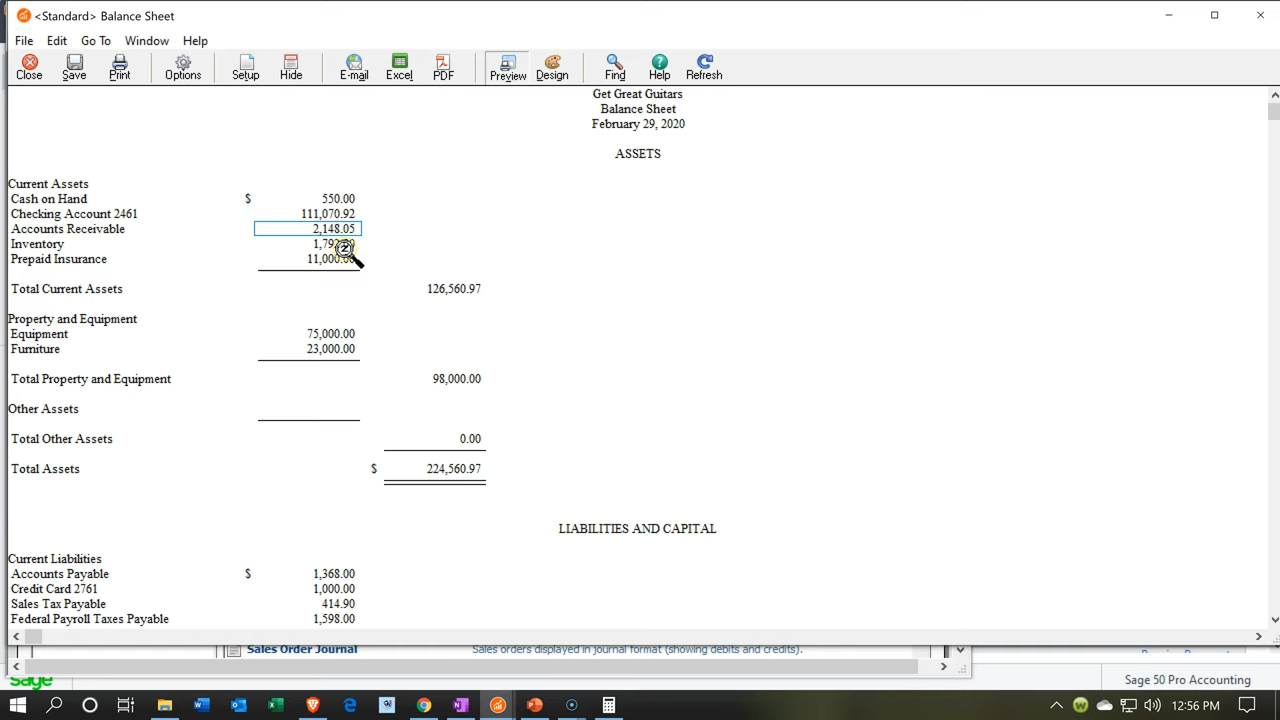 <Standard> Balance Sheet
File Edit Go To Window Help
Close Save Print Options Setup Hide E-mail Excel PDF Preview Design Find Help Refresh
Get Great Guitars
Balance Sheet
February 29, 2020
ASSETS
Current Assets
Cash on Hand $ 550.00
Checking Account 2461 111,070.92
Accounts Receivable 2,148.05
Inventory
Prepaid Insurance 11,000.00
Total Current Assets 126,560.97
Property and Equipment
Equipment 75,000.00
Furniture 23,000.00
Total Property and Equipment 98,000.00
Other Assets
Total Other Assets 0.00
Total Assets $ 224,560.97
LIABILITIES AND CAPITAL
Current Liabilities
Accounts Payable $ 1,368.00
Credit Card 2761 1,000.00
Sales Tax Payable 414.90
Federal Payroll Taxes Payable 1,598.00
Sales Order Journal Sales orders displayed in journal format (showing debits and credits).
sage Sage 50 Pro Accounting
12:56 PM